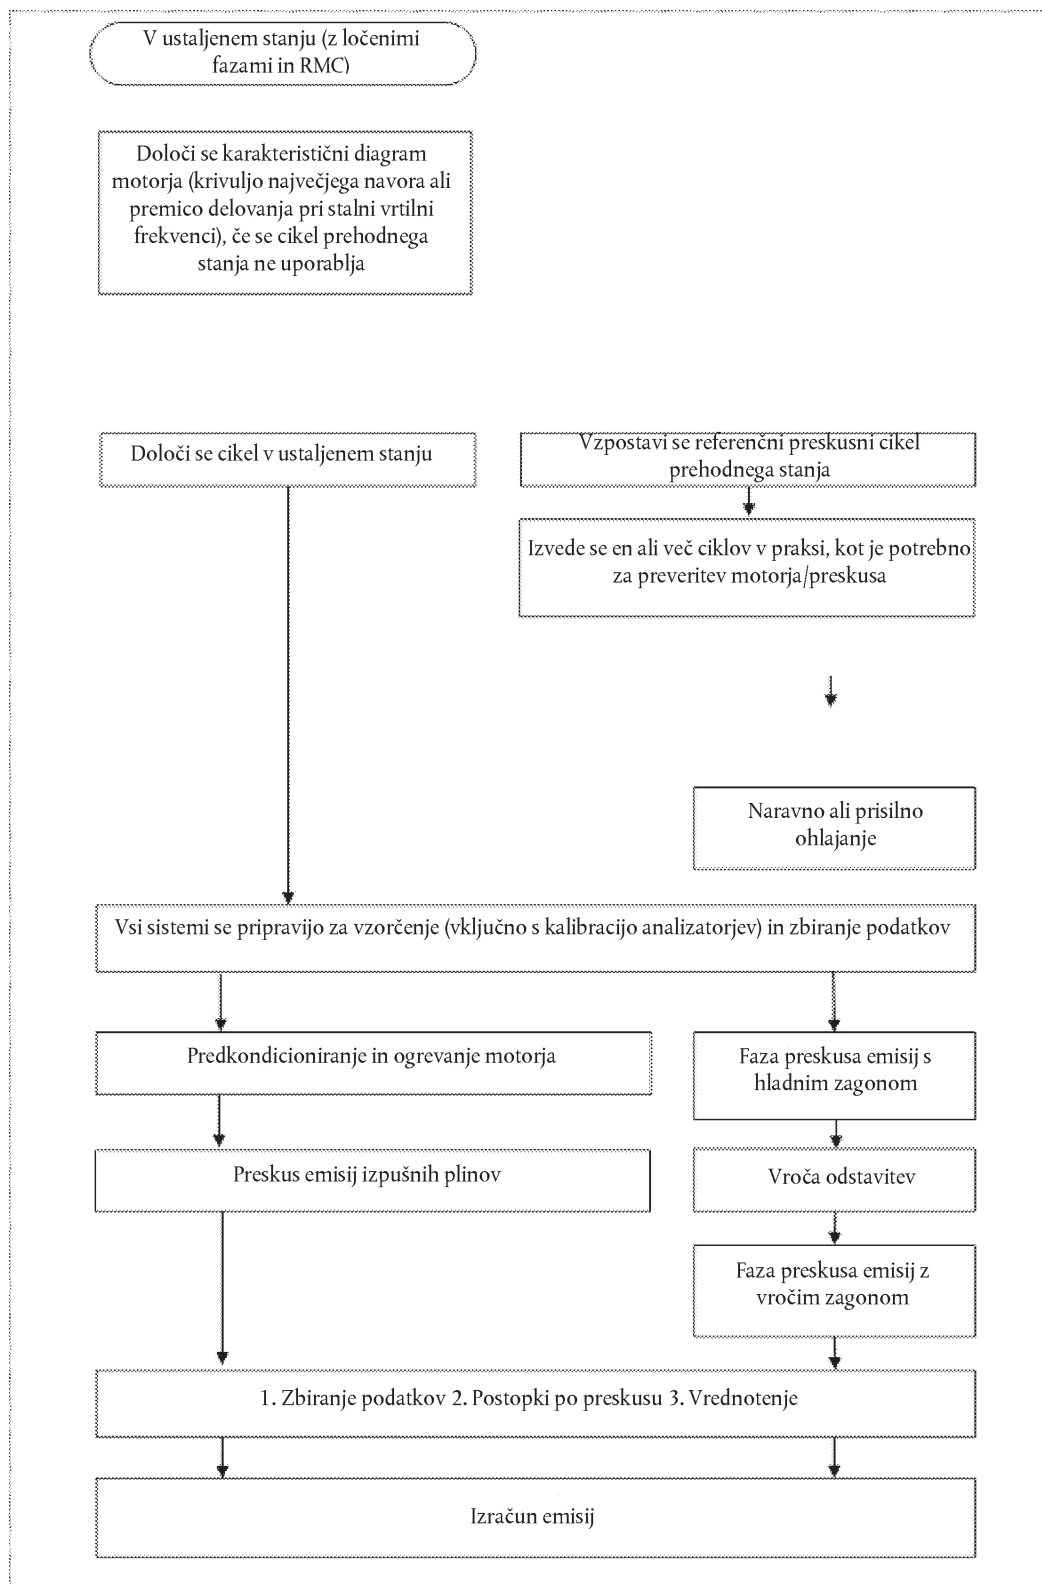 V ustaljenem stanju (z ločenimi
fazami in RMC)
Določi se karakteristični diagram
motorja (krivuljo največjega navora ali
premico delovanja pri stalni vrtilni
frekvenci), če se cikel prehodnega
stanja ne uporablja
Določi se cikel v ustaljenem stanju
Vzpostavi se referenčni preskusni cikel
prehodnega stanja
Izvede se en ali več ciklov v praksi, kot je potrebno
za preveritev motorja/preskusa
Naravno ali prisilno
ohlajanje
Vsi sistemi se pripravijo za vzorčenje (vključno s kalibracijo analizatorjev) in zbiranje podatkov
Predkondicioniranje in ogrevanje motorja
Faza preskusa emisij s
hladnim zagonom
Preskus emisij izpušnih plinov
Vroča odstavitev
Faza preskusa emisij z
vročim zagonom
1. Zbiranje podatkov 2. Postopki po preskusu 3. Vrednotenje
Izračun emisij